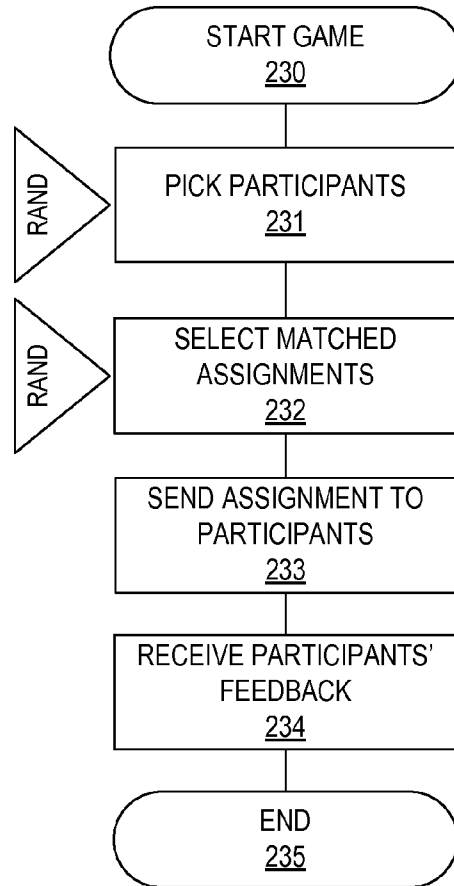 START GAME
230
RAND
PICK PARTICIPANTS
231
RAND
SELECT MATCHED
ASSIGNMENTS
232
SEND ASSIGNMENT TO
PARTICIPANTS
233
RECEIVE PARTICIPANTS'
FEEDBACK
234
END
235